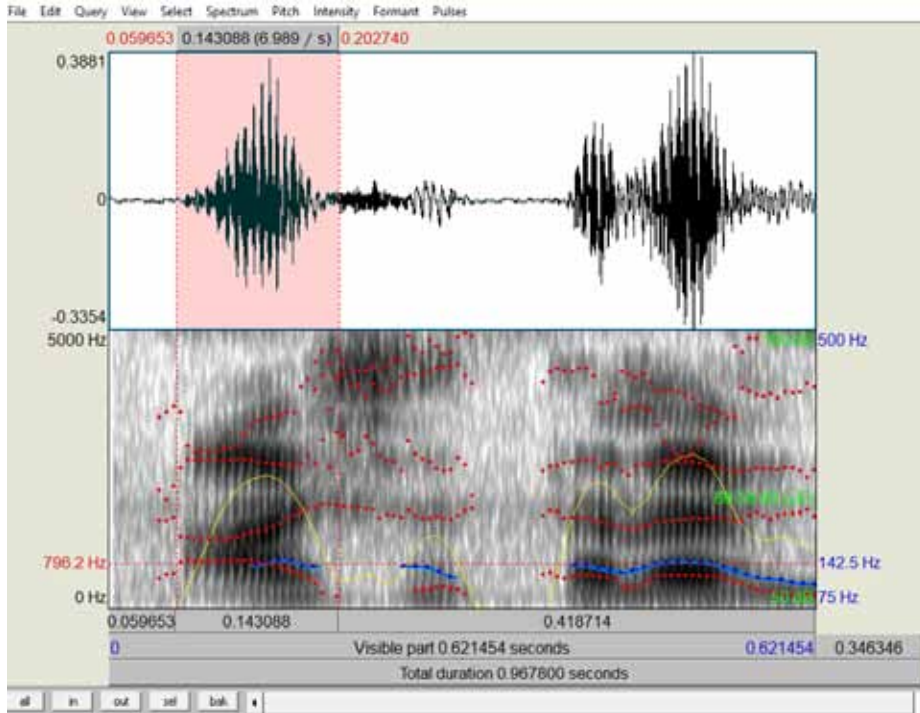 File Edit Query View Select Spectrum Pitch Intensity Formant Pulses
0.059653 0.143088 (6.989 / s) 0.202740
0.3881
0
-0.3354
5000 Hz 500 Hz
796.2 Hz 142.5 Hz
0 Hz 75 Hz
0.059653 0.143088 0.418714
0 Visible part 0.621454 seconds 0.621454 0.346346
Total duration 0.967800 seconds
all in out sel bak